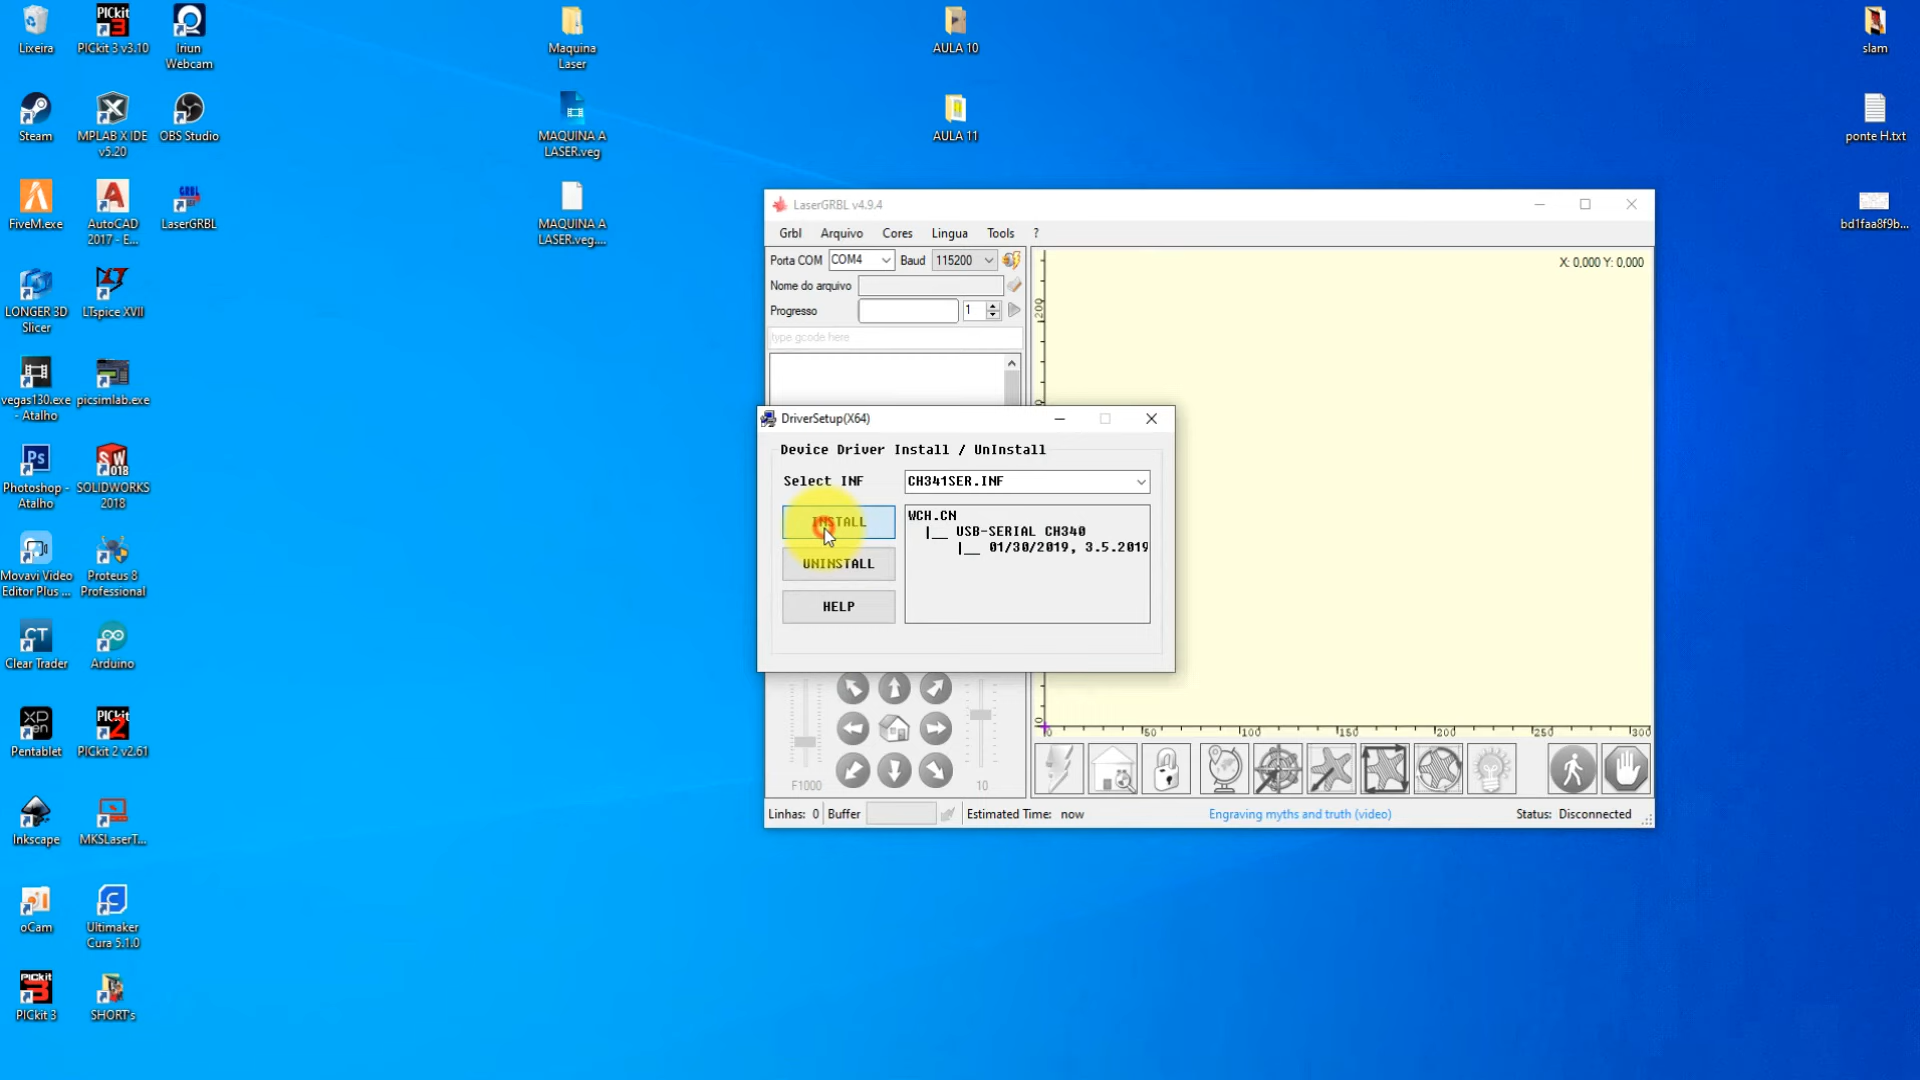 Lixeira
PICkit 3 v3.10
Iriun
Webcam
Steam
MPLAB X IDE
v5.20
OBS Studio
FiveM.exe
AutoCAD
2017 - E...
LaserGRBL
LONGER 3D
Slicer
LTspice XVII
vegas130.exe
- Atalho
picsimlab.exe
Photoshop -
Atalho
SOLIDWORKS
2018
Movavi Video
Editor Plus ...
Proteus 8
Professional
Clear Trader
Arduino
Pentablet
PICkit 2 v2.61
Inkscape
MKSLaserT...
oCam
Ultimaker
Cura 5.1.0
PICkit 3
SHORT's
Maquina
Laser
MAQUINA A
LASER.veg
MAQUINA A
LASER.veg....
AULA 10
AULA 11
slam
ponte H.txt
bd1faa8f9b...
LaserGRBL v4.9.4
Grbl Arquivo Cores Lingua Tools ?
Porta COM COM4 Baud 115200
Nome do arquivo
Progresso 1
type gcode here
X: 0,000 Y: 0,000
DriverSetup(X64)
Device Driver Install / UnInstall
Select INF CH341SER.INF
INSTALL
UNINSTALL
HELP
WCH.CN
|__ USB-SERIAL CH340
|__ 01/30/2019, 3.5.2019
200
0
0 50 100 150 200 250 300
F1000 10
Linhas: 0 Buffer Estimated Time: now Engraving myths and truth (video) Status: Disconnected